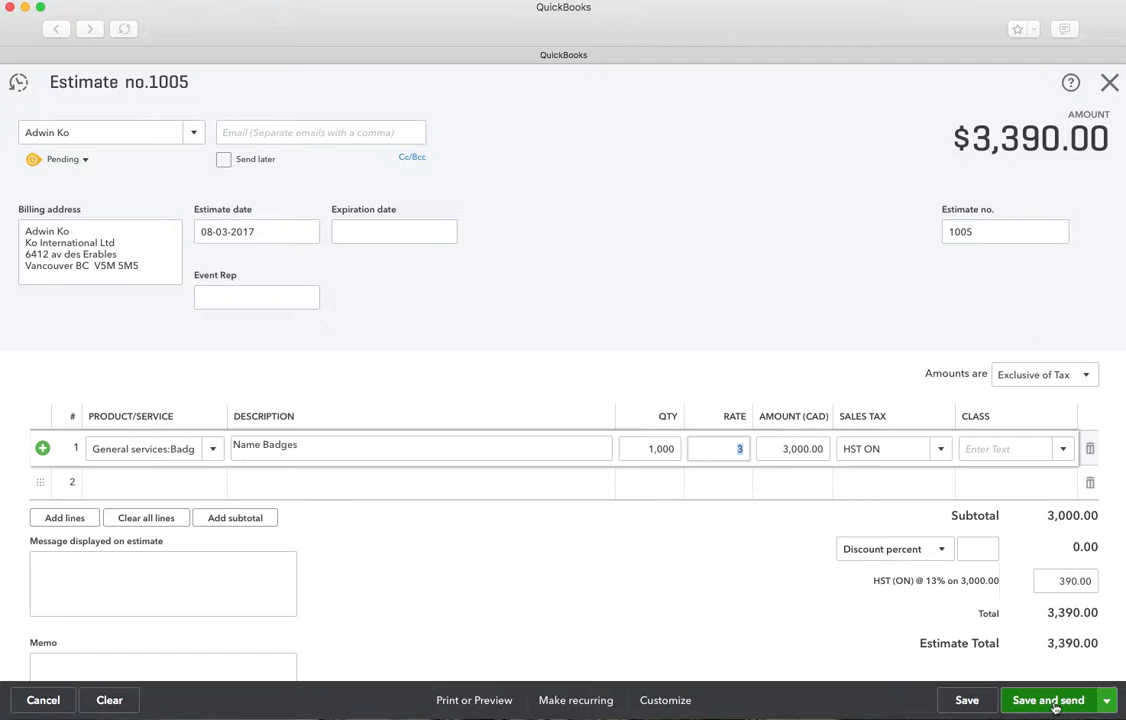 QuickBooks
QuickBooks
Estimate no.1005
AMOUNT
$3,390.00
Adwin Ko
Email (Separate emails with a comma)
Pending
Send later
Cc/Bcc
Billing address
Estimate date
Expiration date
Estimate no.
Adwin Ko
Ko International Ltd
6412 av des Erables
Vancouver BC V5M 5M5
08-03-2017
1005
Event Rep
Amounts are
Exclusive of Tax
# PRODUCT/SERVICE DESCRIPTION QTY RATE AMOUNT (CAD) SALES TAX CLASS
1 General services:Badg Name Badges 1,000 3 3,000.00 HST ON Enter Text
2
Add lines
Clear all lines
Add subtotal
Subtotal 3,000.00
Message displayed on estimate
Discount percent 0.00
HST (ON) @ 13% on 3,000.00 390.00
Total 3,390.00
Memo
Estimate Total 3,390.00
Cancel
Clear
Print or Preview
Make recurring
Customize
Save
Save and send